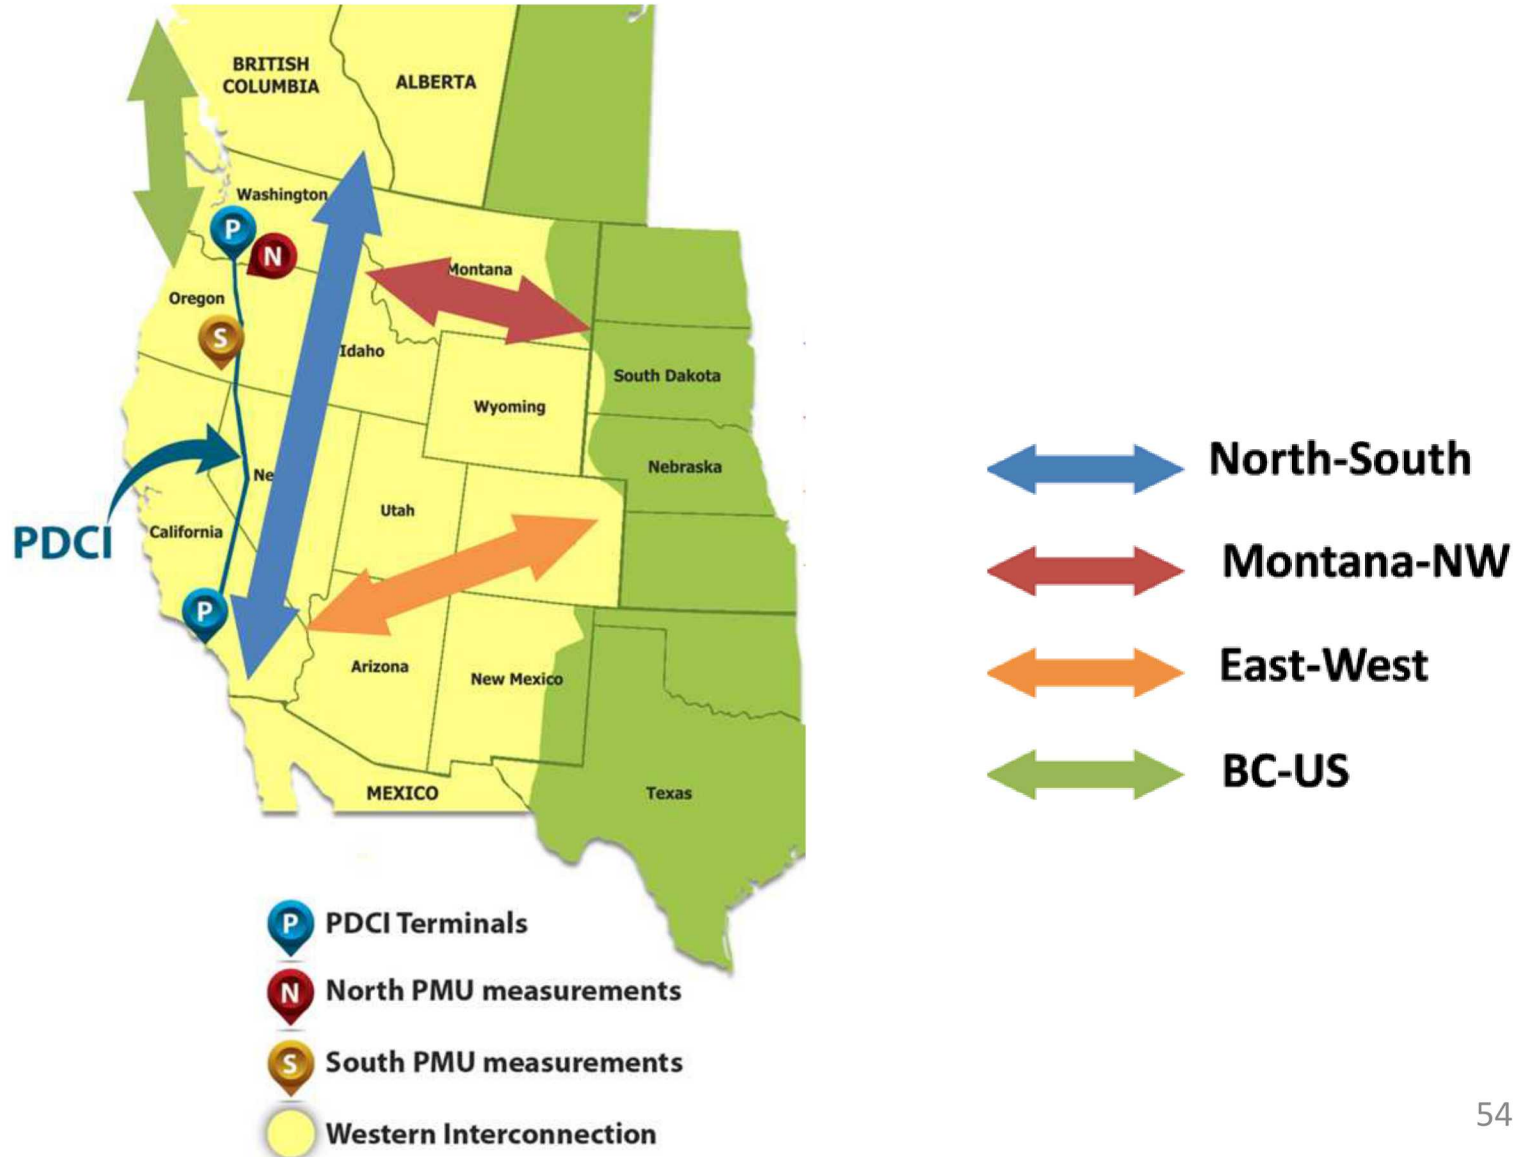 BRITISH
COLUMBIA
ALBERTA
Washington
P
N
Montana
Oregon
S
Idaho
South Dakota
Wyoming
Nebraska
Ne
Utah
PDCI
California
P
Arizona
New Mexico
MEXICO
Texas
P PDCI Terminals
N North PMU measurements
S South PMU measurements
Western Interconnection
North-South
Montana-NW
East-West
BC-US
54